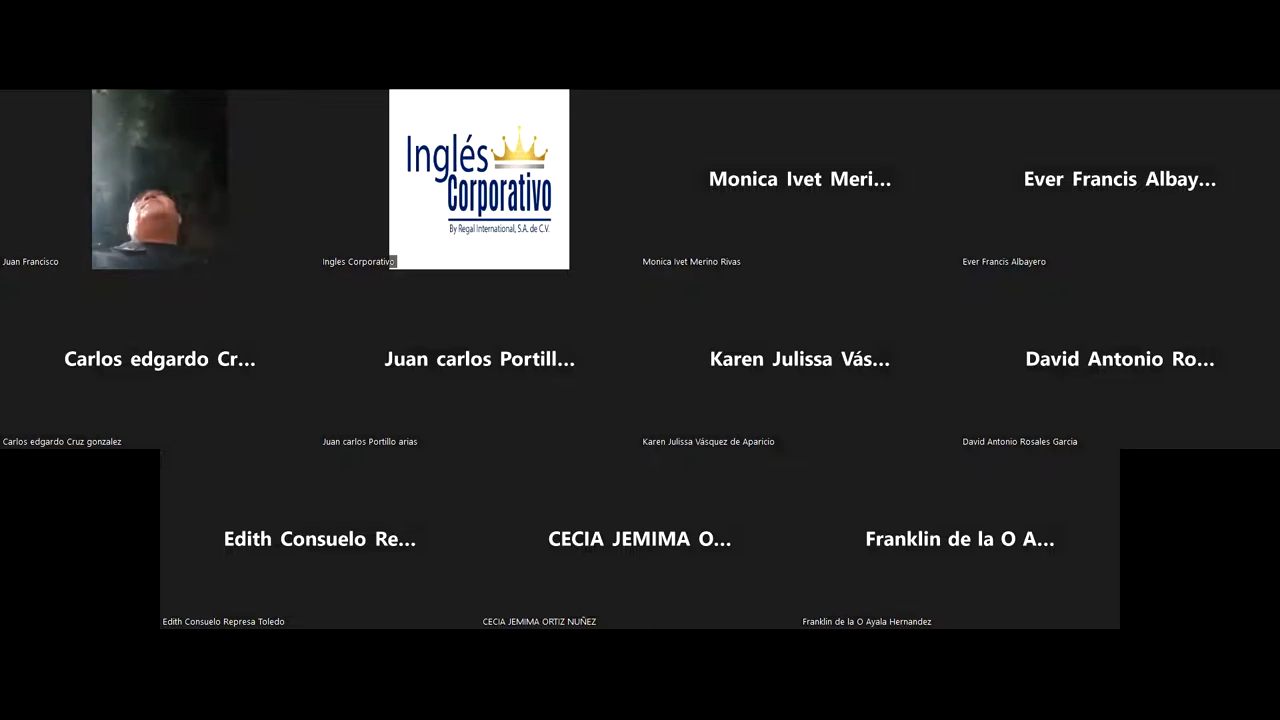 Inglés
Corporativo
By Regal International, S.A. de C.V.
Monica Ivet Meri...
Ever Francis Albay...
Juan Francisco
Ingles Corporativo
Monica Ivet Merino Rivas
Ever Francis Albayero
Carlos edgardo Cr...
Juan carlos Portill...
Karen Julissa Vás...
David Antonio Ro...
Carlos edgardo Cruz gonzalez
Juan carlos Portillo arias
Karen Julissa Vásquez de Aparicio
David Antonio Rosales Garcia
Edith Consuelo Re...
CECIA JEMIMA O...
Franklin de la O A...
Edith Consuelo Represa Toledo
CECIA JEMIMA ORTIZ NUÑEZ
Franklin de la O Ayala Hernandez